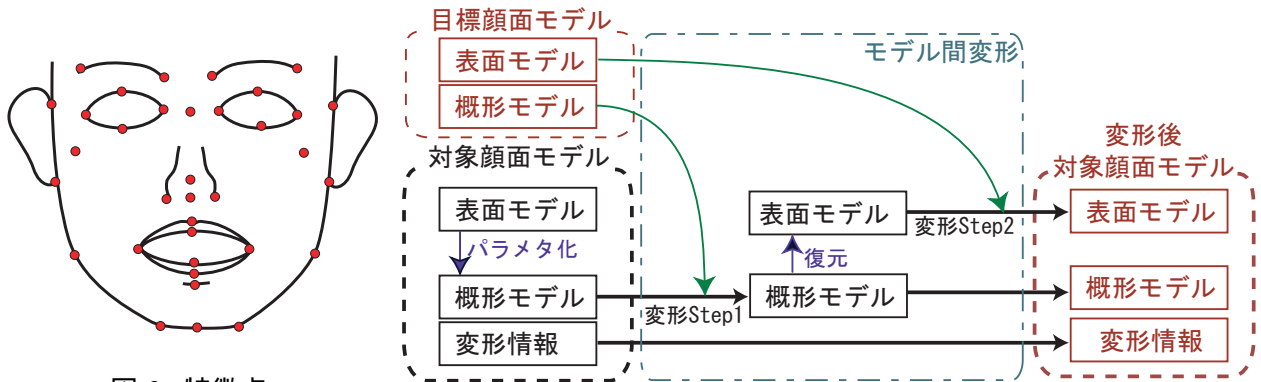 目標顔面モデル
表面モデル
概形モデル
モデル間変形
対象顔面モデル
表面モデル
パラメタ化
概形モデル
変形情報
変形Step1
表面モデル
復元
概形モデル
変形Step2
変形後
対象顔面モデル
表面モデル
概形モデル
変形情報